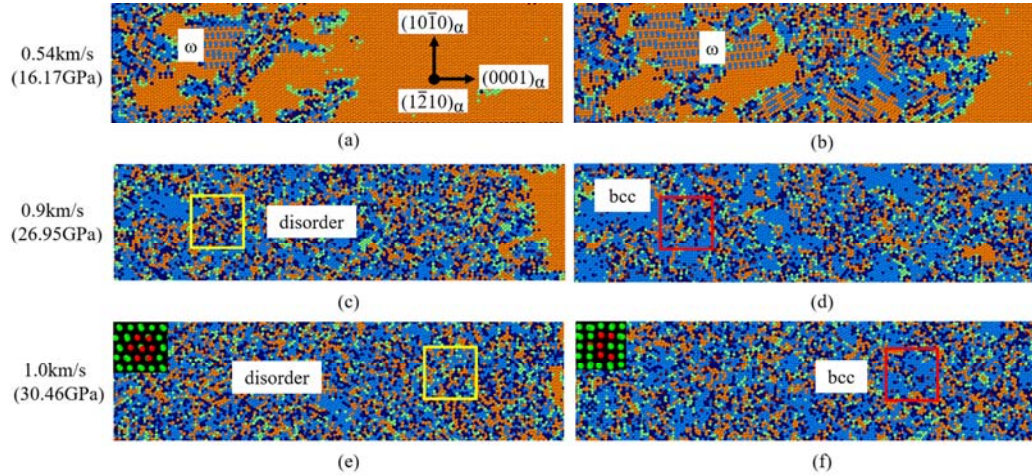 0.54km/s
(16.17GPa)
ω
(101̄0)α
(0001)α
(12̄10)α
ω
(a)
(b)
0.9km/s
(26.95GPa)
disorder
bcc
(c)
(d)
1.0km/s
(30.46GPa)
disorder
bcc
(e)
(f)